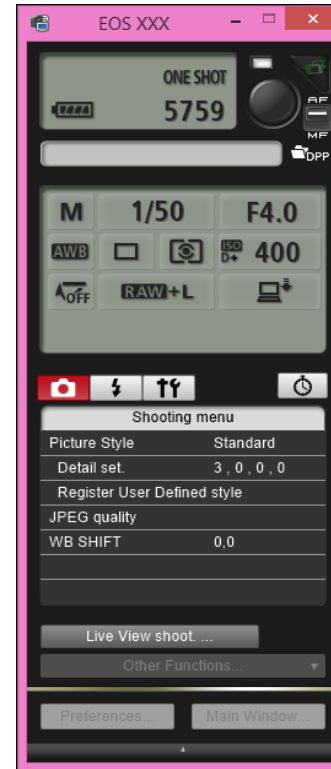 EOS XXX
ONE SHOT
5759
AF
MF
DPP
M 1/50 F4.0
AWB ISO D+ 400
OFF RAW+L
Shooting menu
Picture Style Standard
Detail set. 3 , 0 , 0 , 0
Register User Defined style
JPEG quality
WB SHIFT 0,0
Live View shoot. ...
Other Functions...
Preferences... Main Window...